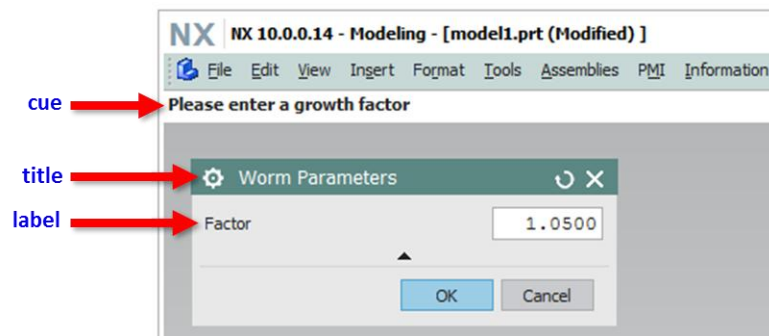 NX NX 10.0.0.14 - Modeling - [model1.prt (Modified) ]
File Edit View Insert Format Tools Assemblies PMI Information
cue Please enter a growth factor
title Worm Parameters
label Factor 1.0500
OK Cancel